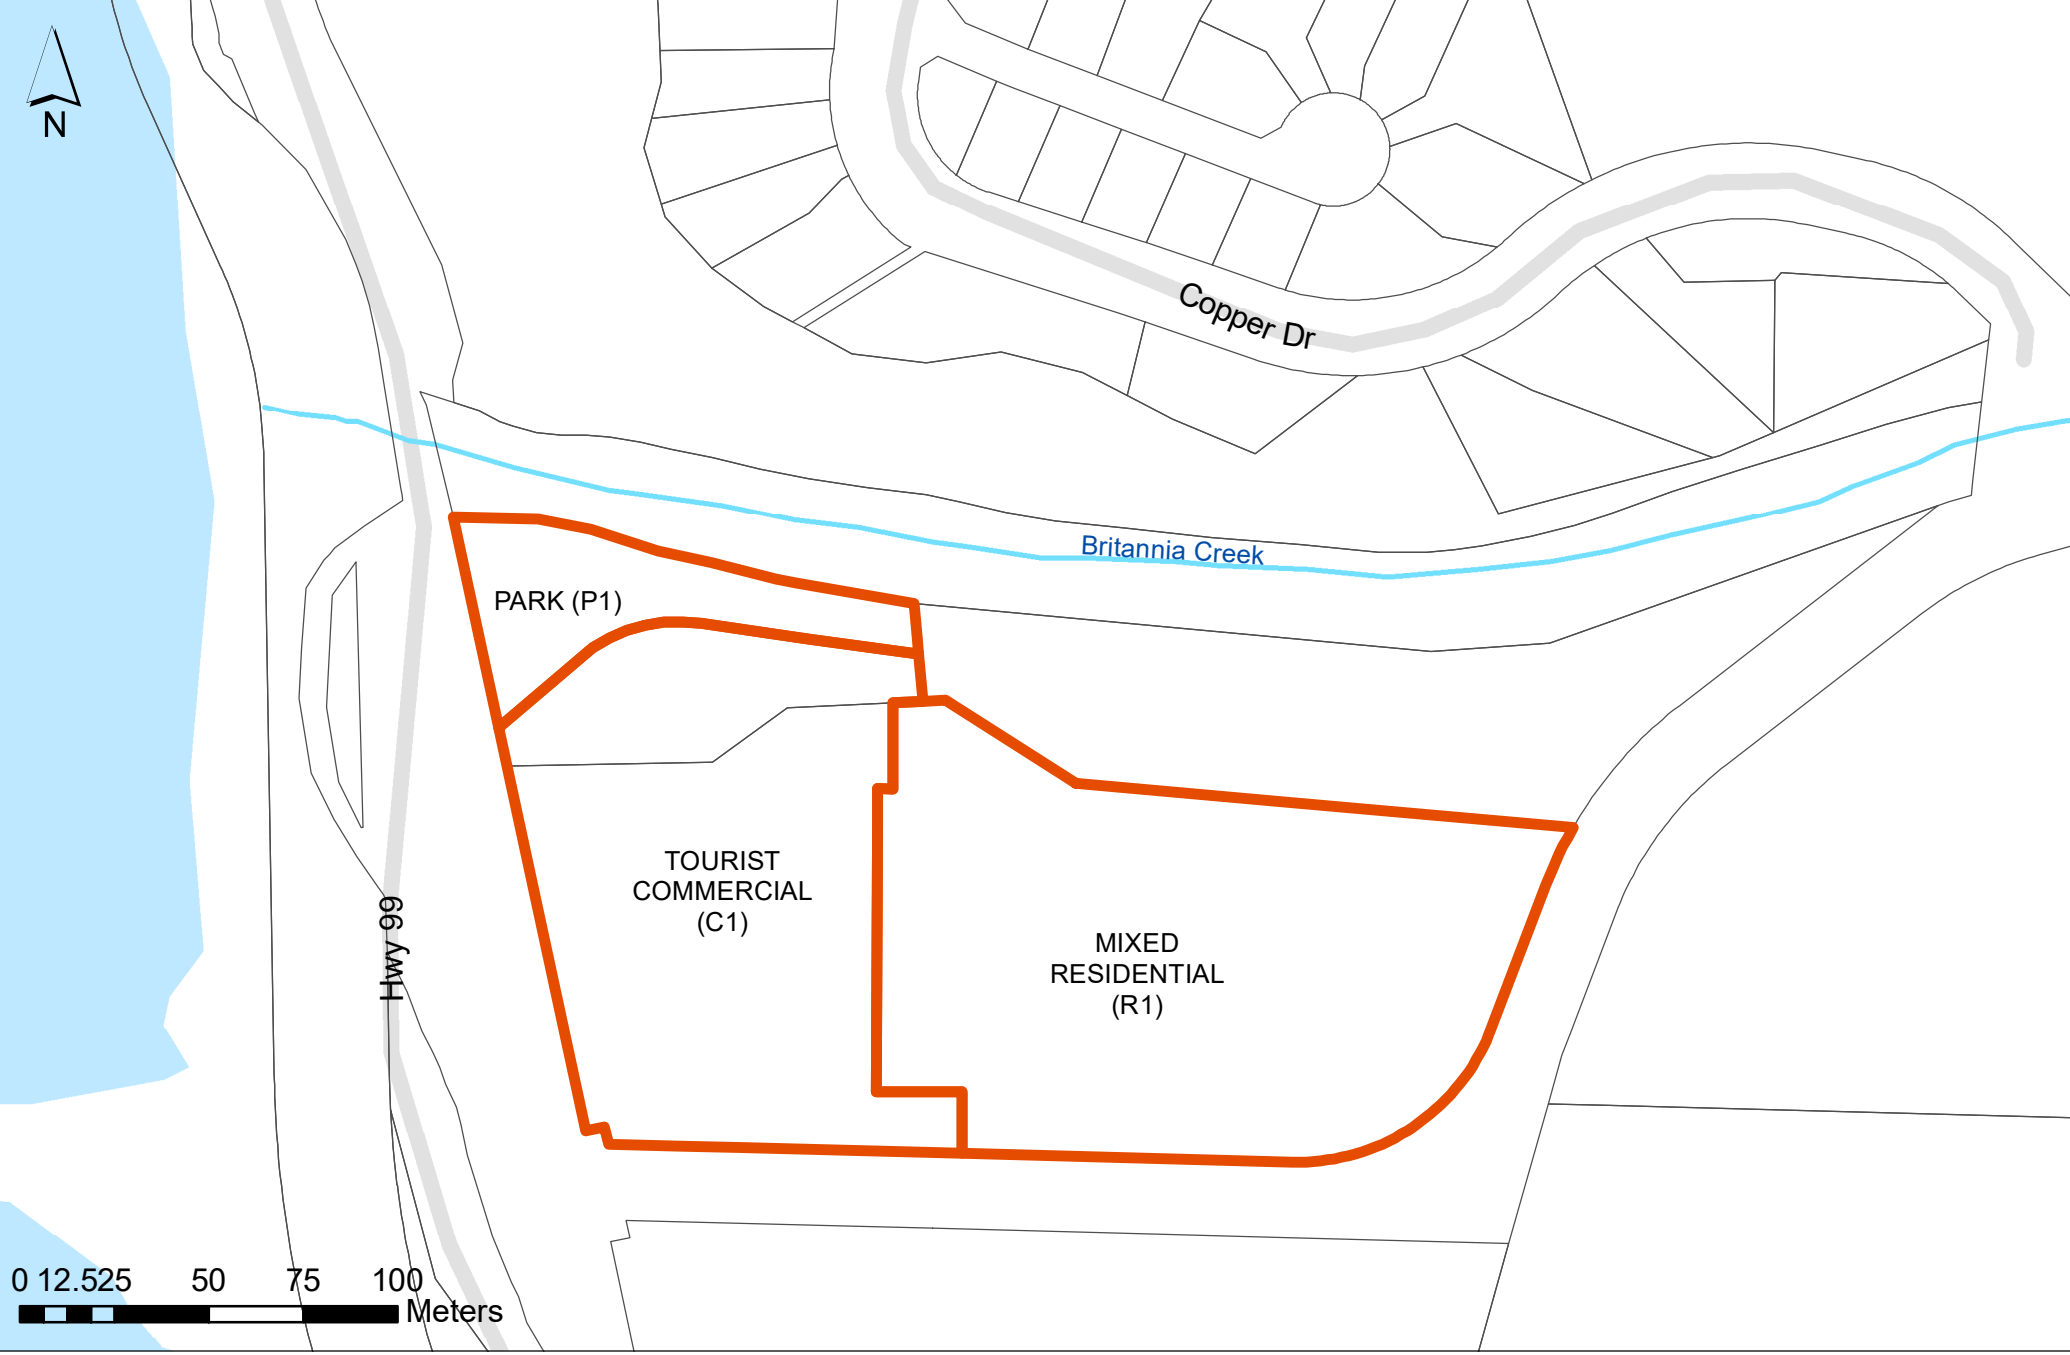 N
Copper Dr
Britannia Creek
PARK (P1)
TOURIST
COMMERCIAL
(C1)
MIXED
RESIDENTIAL
(R1)
Hwy 99
0 12.525 50 75 100
Meters